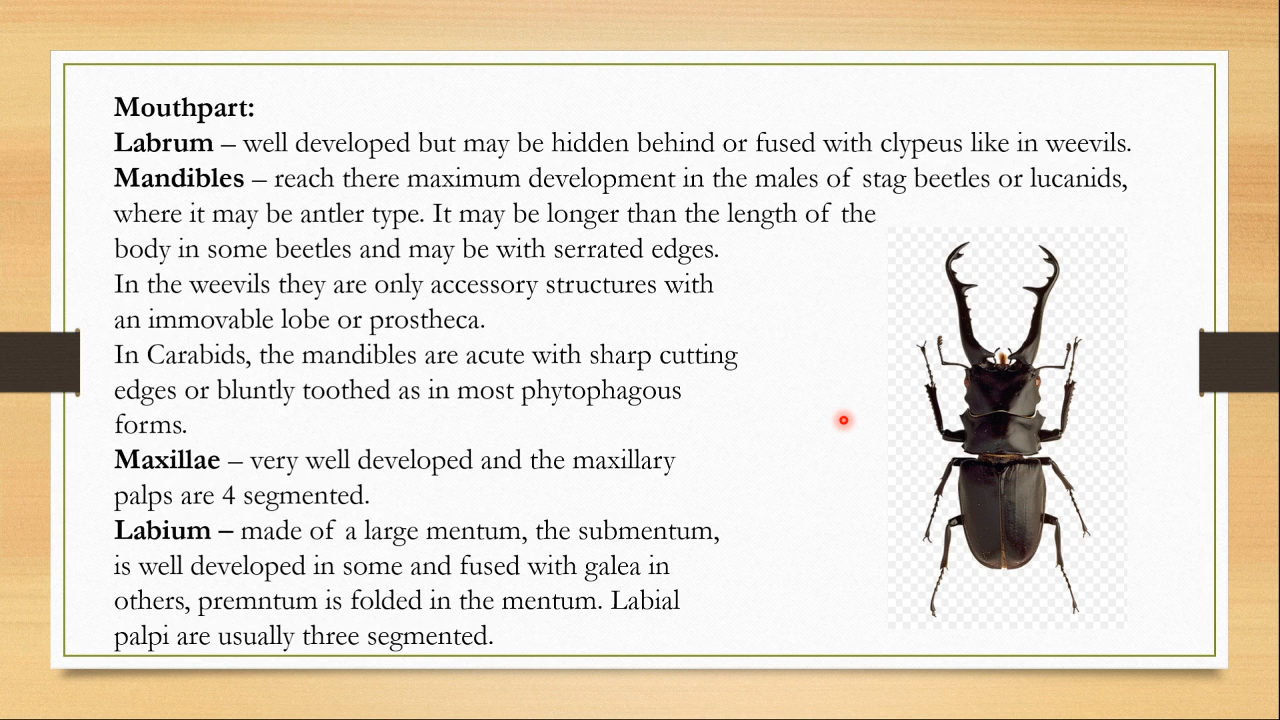 Mouthpart:
Labrum – well developed but may be hidden behind or fused with clypeus like in weevils.
Mandibles – reach there maximum development in the males of stag beetles or lucanids,
where it may be antler type. It may be longer than the length of the
body in some beetles and may be with serrated edges.
In the weevils they are only accessory structures with
an immovable lobe or prostheca.
In Carabids, the mandibles are acute with sharp cutting
edges or bluntly toothed as in most phytophagous
forms.
Maxillae – very well developed and the maxillary
palps are 4 segmented.
Labium – made of a large mentum, the submentum,
is well developed in some and fused with galea in
others, premntum is folded in the mentum. Labial
palpi are usually three segmented.